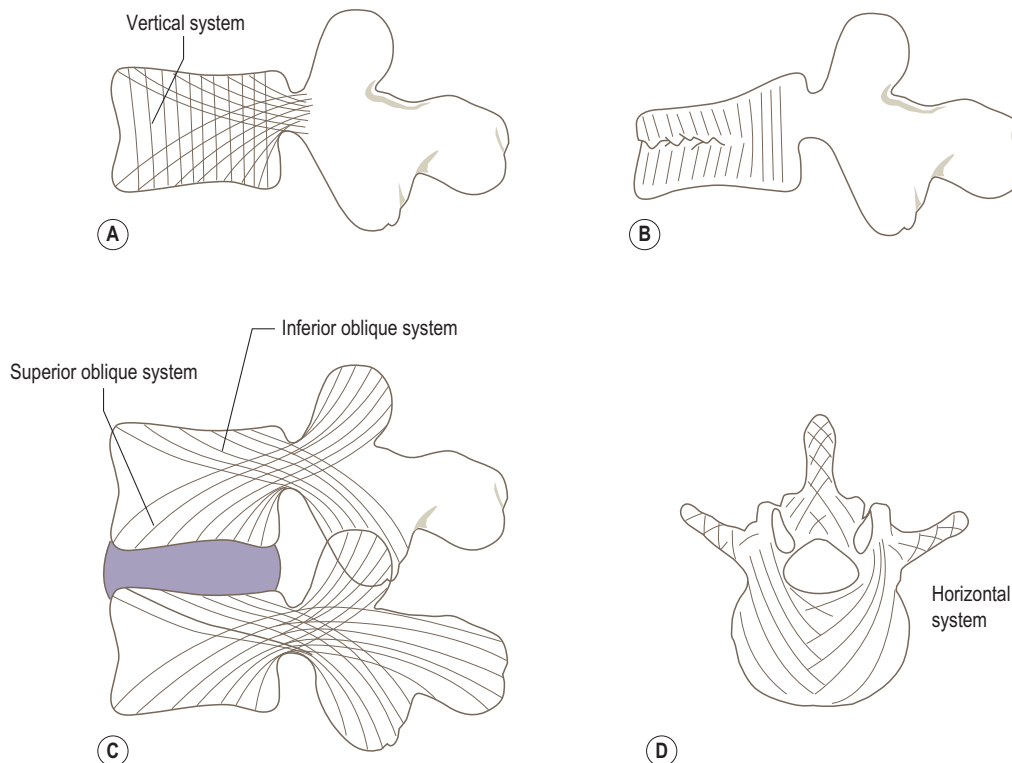 Vertical system
A
B
Inferior oblique system
Superior oblique system
Horizontal
system
C
D